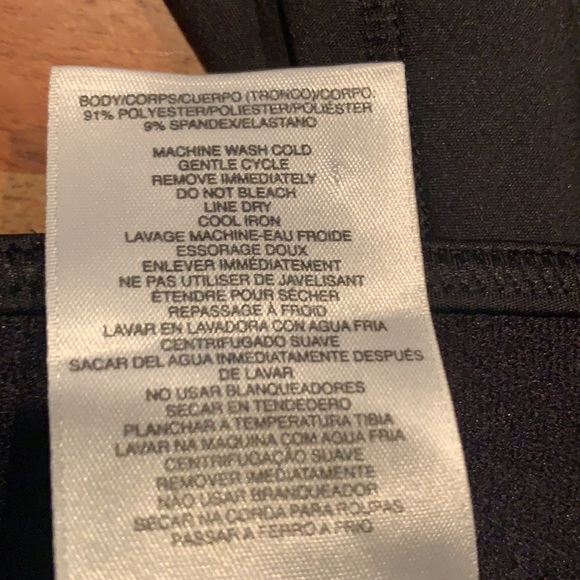 BODY/CORPS/CUERPO (TRONCO)/CORPO:
91% POLYESTER/POLIESTER/POLIÉSTER
9% SPANDEX/ELASTANO
MACHINE WASH COLD
GENTLE CYCLE
REMOVE IMMEDIATELY
DO NOT BLEACH
LINE DRY
COOL IRON
LAVAGE MACHINE-EAU FROIDE
ESSORAGE DOUX
ENLEVER IMMÉDIATEMENT
NE PAS UTILISER DE JAVELISANT
ÉTENDRE POUR SÉCHER
REPASSAGE À FROID
LAVAR EN LAVADORA CON AGUA FRIA
CENTRIFUGADO SUAVE
SACAR DEL AGUA INMEDIATAMENTE DESPUÉS
DE LAVAR
NO USAR BLANQUEADORES
SECAR EN TENDEDERO
PLANCHAR A TEMPERATURA TIBIA
LAVAR NA MAQUINA COM AGUA FRIA
CENTRIFUGAÇÃO SUAVE
REMOVER IMEDIATAMENTE
NÃO USAR BRANQUEADOR
SECAR NA CORDA PARA ROUPAS
PASSAR A FERRO A FRIO